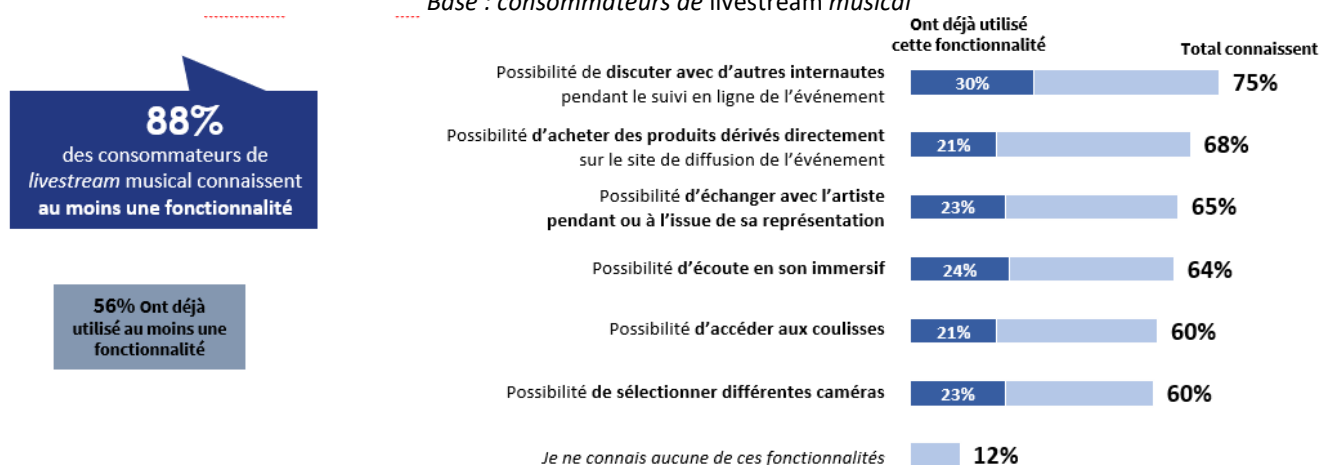 Base : consommateurs de livestream musical
Ont déjà utilisé
cette fonctionnalité
Total connaissent
88%
des consommateurs de
livestream musical connaissent
au moins une fonctionnalité
56% Ont déjà
utilisé au moins une
fonctionnalité
Possibilité de discuter avec d'autres internautes
pendant le suivi en ligne de l'événement
30%
75%
Possibilité d'acheter des produits dérivés directement
sur le site de diffusion de l'événement
21%
68%
Possibilité d'échanger avec l'artiste
pendant ou à l'issue de sa représentation
23%
65%
Possibilité d'écoute en son immersif
24%
64%
Possibilité d'accéder aux coulisses
21%
60%
Possibilité de sélectionner différentes caméras
23%
60%
Je ne connais aucune de ces fonctionnalités
12%